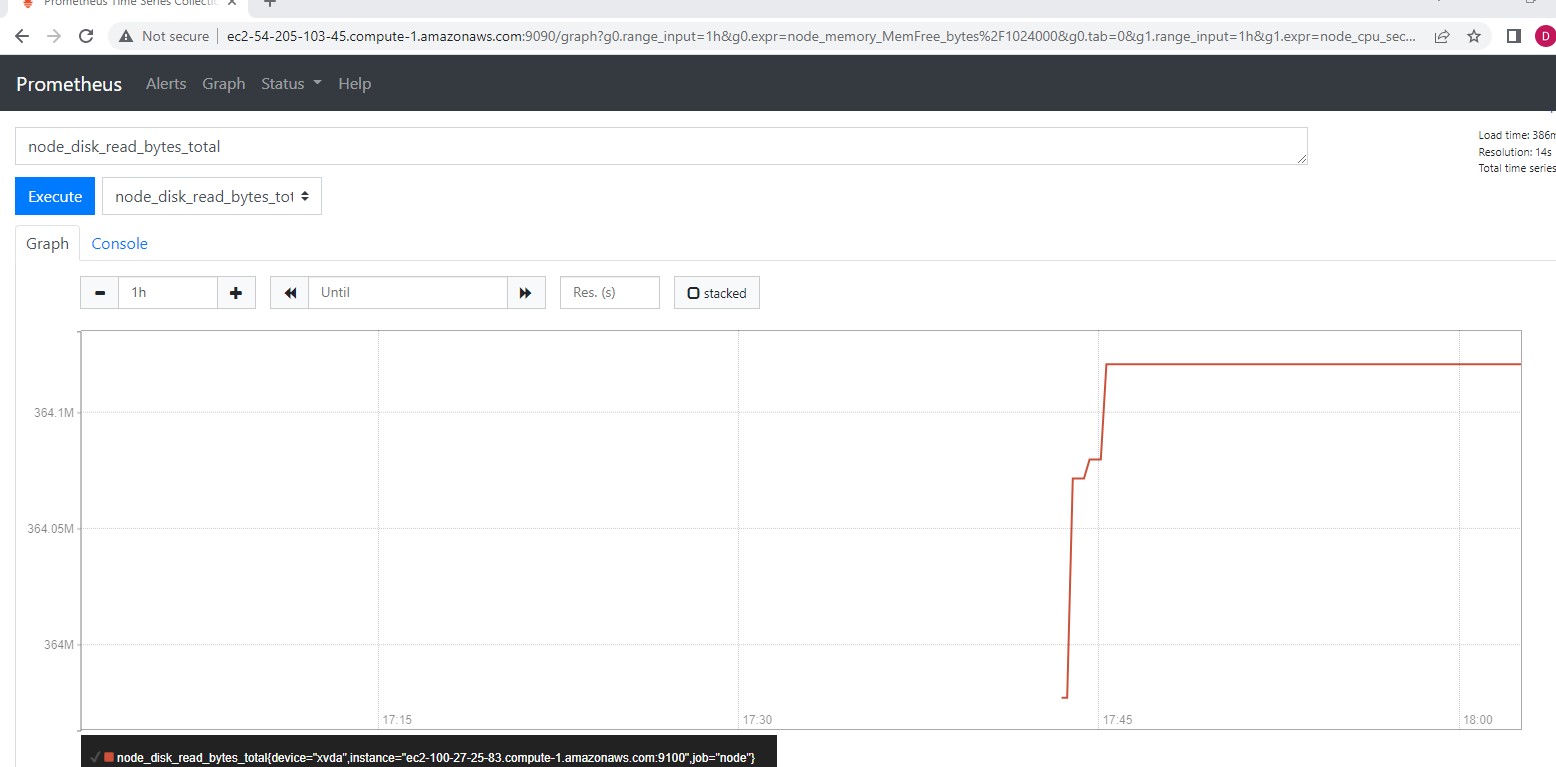 Prometheus Time Series Collecti
Not secure
ec2-54-205-103-45.compute-1.amazonaws.com:9090/graph?g0.range_input=1h&g0.expr=node_memory_MemFree_bytes%2F1024000&g0.tab=0&g1.range_input=1h&g1.expr=node_cpu_sec...
D
Prometheus Alerts Graph Status Help
node_disk_read_bytes_total
Load time: 386m
Resolution: 14s
Total time series
Execute
node_disk_read_bytes_tot
Graph Console
1h
Until
Res. (s)
stacked
364.1M
364.05M
364M
17:15 17:30 17:45 18:00
node_disk_read_bytes_total{device="xvda",instance="ec2-100-27-25-83.compute-1.amazonaws.com:9100",job="node"}